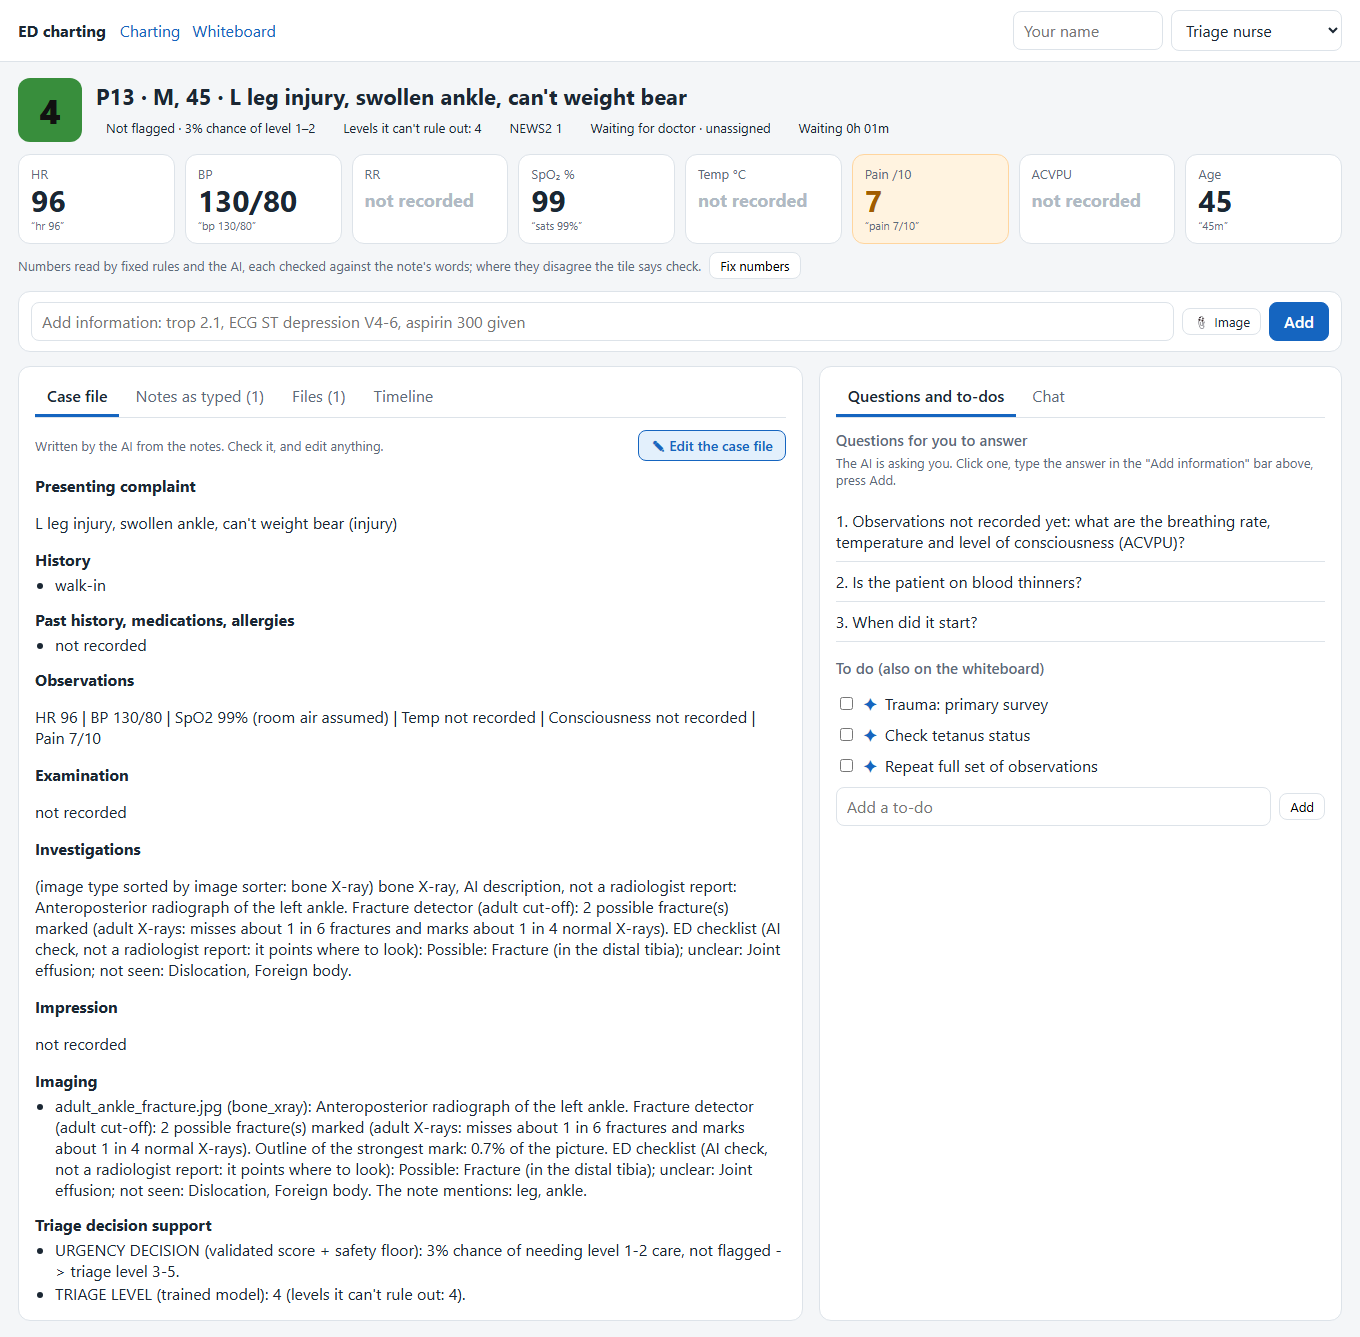 ED charting Charting Whiteboard Your name Triage nurse
4
P13 · M, 45 · L leg injury, swollen ankle, can't weight bear
Not flagged · 3% chance of level 1–2 Levels it can't rule out: 4 NEWS2 1 Waiting for doctor · unassigned Waiting 0h 01m
HR
96
"hr 96"
BP
130/80
"bp 130/80"
RR
not recorded
SpO₂ %
99
"sats 99%"
Temp °C
not recorded
Pain /10
7
"pain 7/10"
ACVPU
not recorded
Age
45
"45m"
Numbers read by fixed rules and the AI, each checked against the note's words; where they disagree the tile says check. Fix numbers
Add information: trop 2.1, ECG ST depression V4-6, aspirin 300 given Image Add
Case file Notes as typed (1) Files (1) Timeline
Written by the AI from the notes. Check it, and edit anything. Edit the case file
Presenting complaint
L leg injury, swollen ankle, can't weight bear (injury)
History
• walk-in
Past history, medications, allergies
• not recorded
Observations
HR 96 | BP 130/80 | SpO2 99% (room air assumed) | Temp not recorded | Consciousness not recorded |
Pain 7/10
Examination
not recorded
Investigations
(image type sorted by image sorter: bone X-ray) bone X-ray, AI description, not a radiologist report:
Anteroposterior radiograph of the left ankle. Fracture detector (adult cut-off): 2 possible fracture(s)
marked (adult X-rays: misses about 1 in 6 fractures and marks about 1 in 4 normal X-rays). ED checklist (AI
check, not a radiologist report: it points where to look): Possible: Fracture (in the distal tibia); unclear: Joint
effusion; not seen: Dislocation, Foreign body.
Impression
not recorded
Imaging
• adult_ankle_fracture.jpg (bone_xray): Anteroposterior radiograph of the left ankle. Fracture detector
(adult cut-off): 2 possible fracture(s) marked (adult X-rays: misses about 1 in 6 fractures and marks
about 1 in 4 normal X-rays). Outline of the strongest mark: 0.7% of the picture. ED checklist (AI check,
not a radiologist report: it points where to look): Possible: Fracture (in the distal tibia); unclear: Joint
effusion; not seen: Dislocation, Foreign body. The note mentions: leg, ankle.
Triage decision support
• URGENCY DECISION (validated score + safety floor): 3% chance of needing level 1-2 care, not flagged -
> triage level 3-5.
• TRIAGE LEVEL (trained model): 4 (levels it can't rule out: 4).
Questions and to-dos Chat
Questions for you to answer
The AI is asking you. Click one, type the answer in the "Add information" bar above,
press Add.
1. Observations not recorded yet: what are the breathing rate,
temperature and level of consciousness (ACVPU)?
2. Is the patient on blood thinners?
3. When did it start?
To do (also on the whiteboard)
Trauma: primary survey
Check tetanus status
Repeat full set of observations
Add a to-do Add